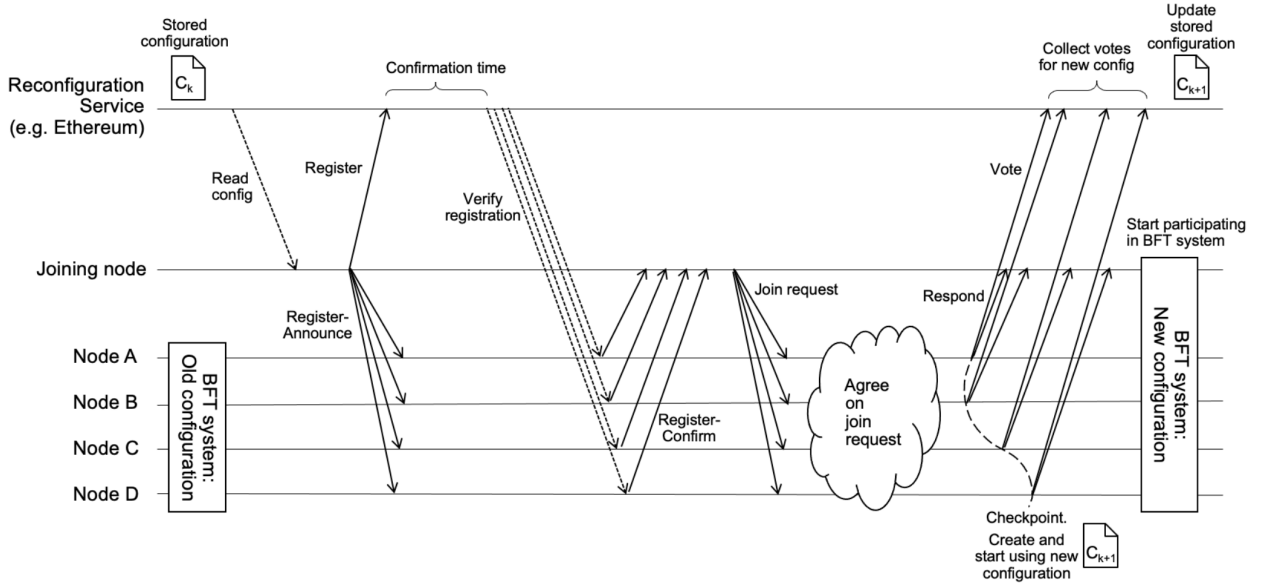 Stored
configuration
C_k
Update
stored
configuration
C_{k+1}
Collect votes
for new config
Confirmation time
Reconfiguration
Service
(e.g. Ethereum)
Read
config
Register
Verify
registration
Vote
Start participating
in BFT system
Joining node
Join request
Respond
Register-
Announce
Node A
Node B
Node C
Node D
BFT system:
Old configuration
Register-
Confirm
Agree
on
join
request
BFT system:
New configuration
Checkpoint.
Create and
start using new
configuration
C_{k+1}